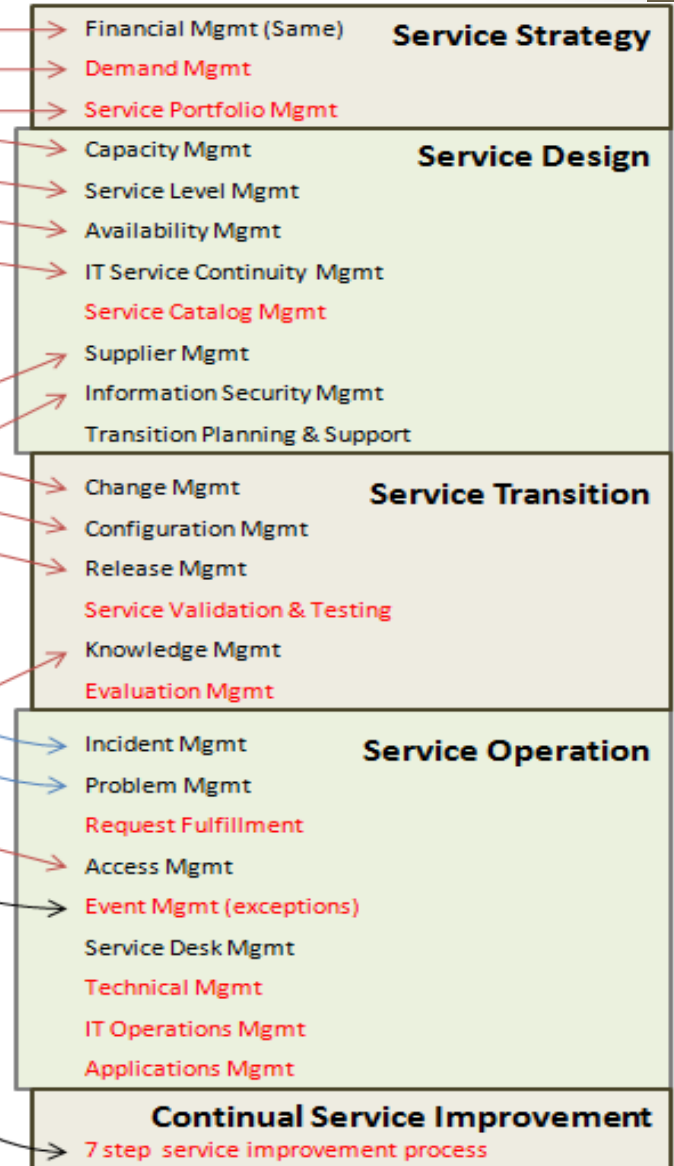 Financial Mgmt (Same)
Service Strategy
Demand Mgmt
Service Portfolio Mgmt
Capacity Mgmt
Service Design
Service Level Mgmt
Availability Mgmt
IT Service Continuity Mgmt
Service Catalog Mgmt
Supplier Mgmt
Information Security Mgmt
Transition Planning & Support
Change Mgmt
Service Transition
Configuration Mgmt
Release Mgmt
Service Validation & Testing
Knowledge Mgmt
Evaluation Mgmt
Incident Mgmt
Service Operation
Problem Mgmt
Request Fulfillment
Access Mgmt
Event Mgmt (exceptions)
Service Desk Mgmt
Technical Mgmt
IT Operations Mgmt
Applications Mgmt
Continual Service Improvement
7 step service improvement process